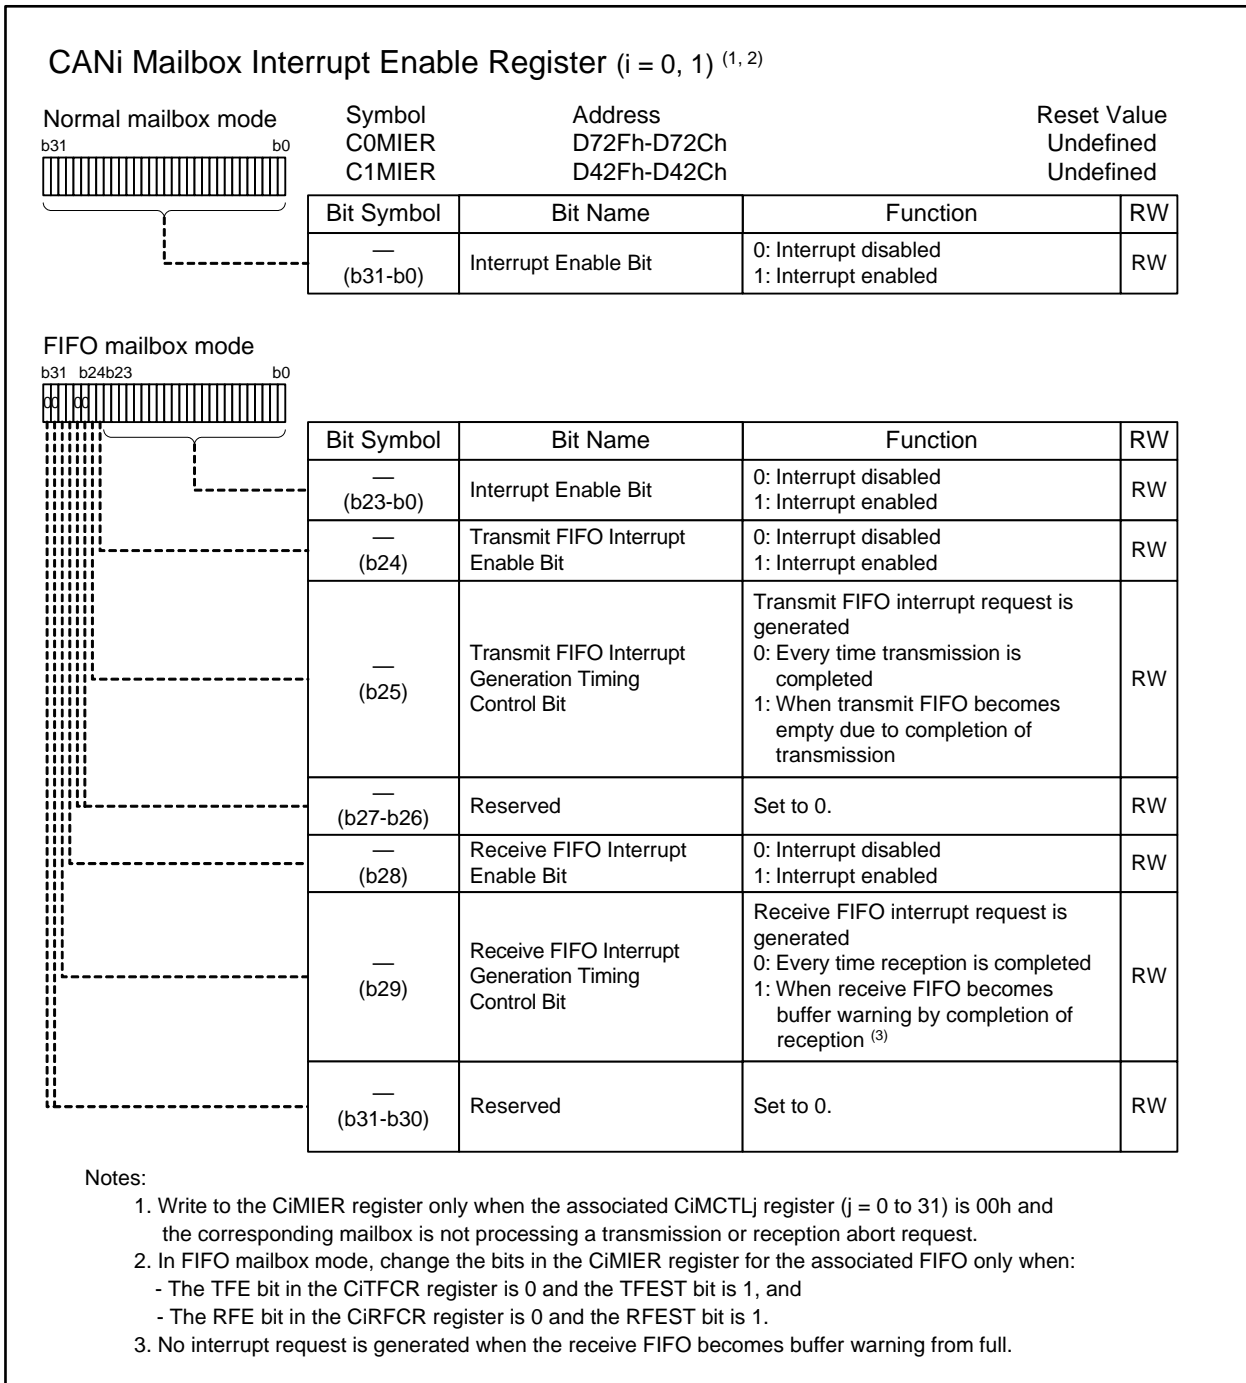 CANi Mailbox Interrupt Enable Register (i = 0, 1) (1, 2)
Normal mailbox mode
b31 b0
Symbol Address Reset Value
C0MIER D72Fh-D72Ch Undefined
C1MIER D42Fh-D42Ch Undefined
Bit Symbol Bit Name Function RW
—
(b31-b0) Interrupt Enable Bit 0: Interrupt disabled
1: Interrupt enabled RW
FIFO mailbox mode
b31 b24 b23 b0
00 00
Bit Symbol Bit Name Function RW
—
(b23-b0) Interrupt Enable Bit 0: Interrupt disabled
1: Interrupt enabled RW
—
(b24) Transmit FIFO Interrupt
Enable Bit 0: Interrupt disabled
1: Interrupt enabled RW
—
(b25) Transmit FIFO Interrupt
Generation Timing
Control Bit Transmit FIFO interrupt request is
generated
0: Every time transmission is
completed
1: When transmit FIFO becomes
empty due to completion of
transmission RW
—
(b27-b26) Reserved Set to 0. RW
—
(b28) Receive FIFO Interrupt
Enable Bit 0: Interrupt disabled
1: Interrupt enabled RW
—
(b29) Receive FIFO Interrupt
Generation Timing
Control Bit Receive FIFO interrupt request is
generated
0: Every time reception is completed
1: When receive FIFO becomes
buffer warning by completion of
reception (3) RW
—
(b31-b30) Reserved Set to 0. RW
Notes:
1. Write to the CiMIER register only when the associated CiMCTLj register (j = 0 to 31) is 00h and
the corresponding mailbox is not processing a transmission or reception abort request.
2. In FIFO mailbox mode, change the bits in the CiMIER register for the associated FIFO only when:
- The TFE bit in the CiTFCR register is 0 and the TFEST bit is 1, and
- The RFE bit in the CiRFCR register is 0 and the RFEST bit is 1.
3. No interrupt request is generated when the receive FIFO becomes buffer warning from full.